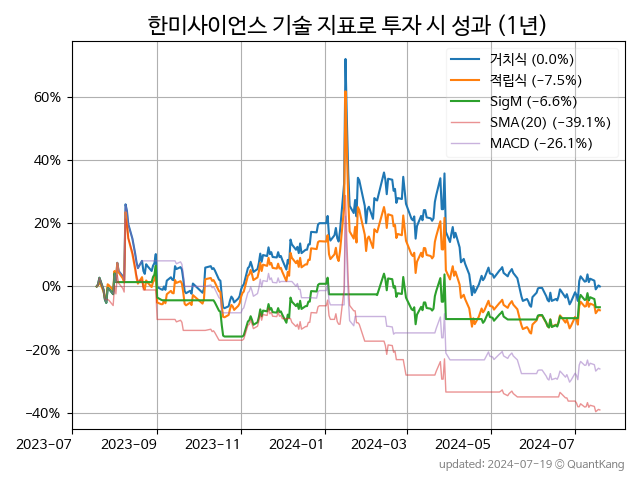 한미사이언스 기술 지표로 투자 시 성과 (1년)
거치식 (0.0%)
적립식 (−7.5%)
SigM (−6.6%)
SMA(20) (−39.1%)
MACD (−26.1%)
60%
40%
20%
0%
−20%
−40%
2023-07 2023-09 2023-11 2024-01 2024-03 2024-05 2024-07
updated: 2024-07-19 © QuantKang